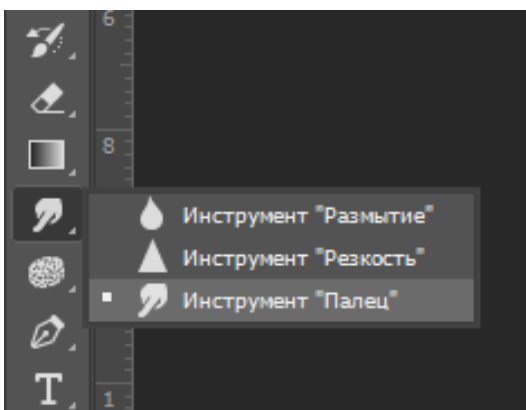 6
8
Инструмент "Размытие"
Инструмент "Резкость"
Инструмент "Палец"
T
1